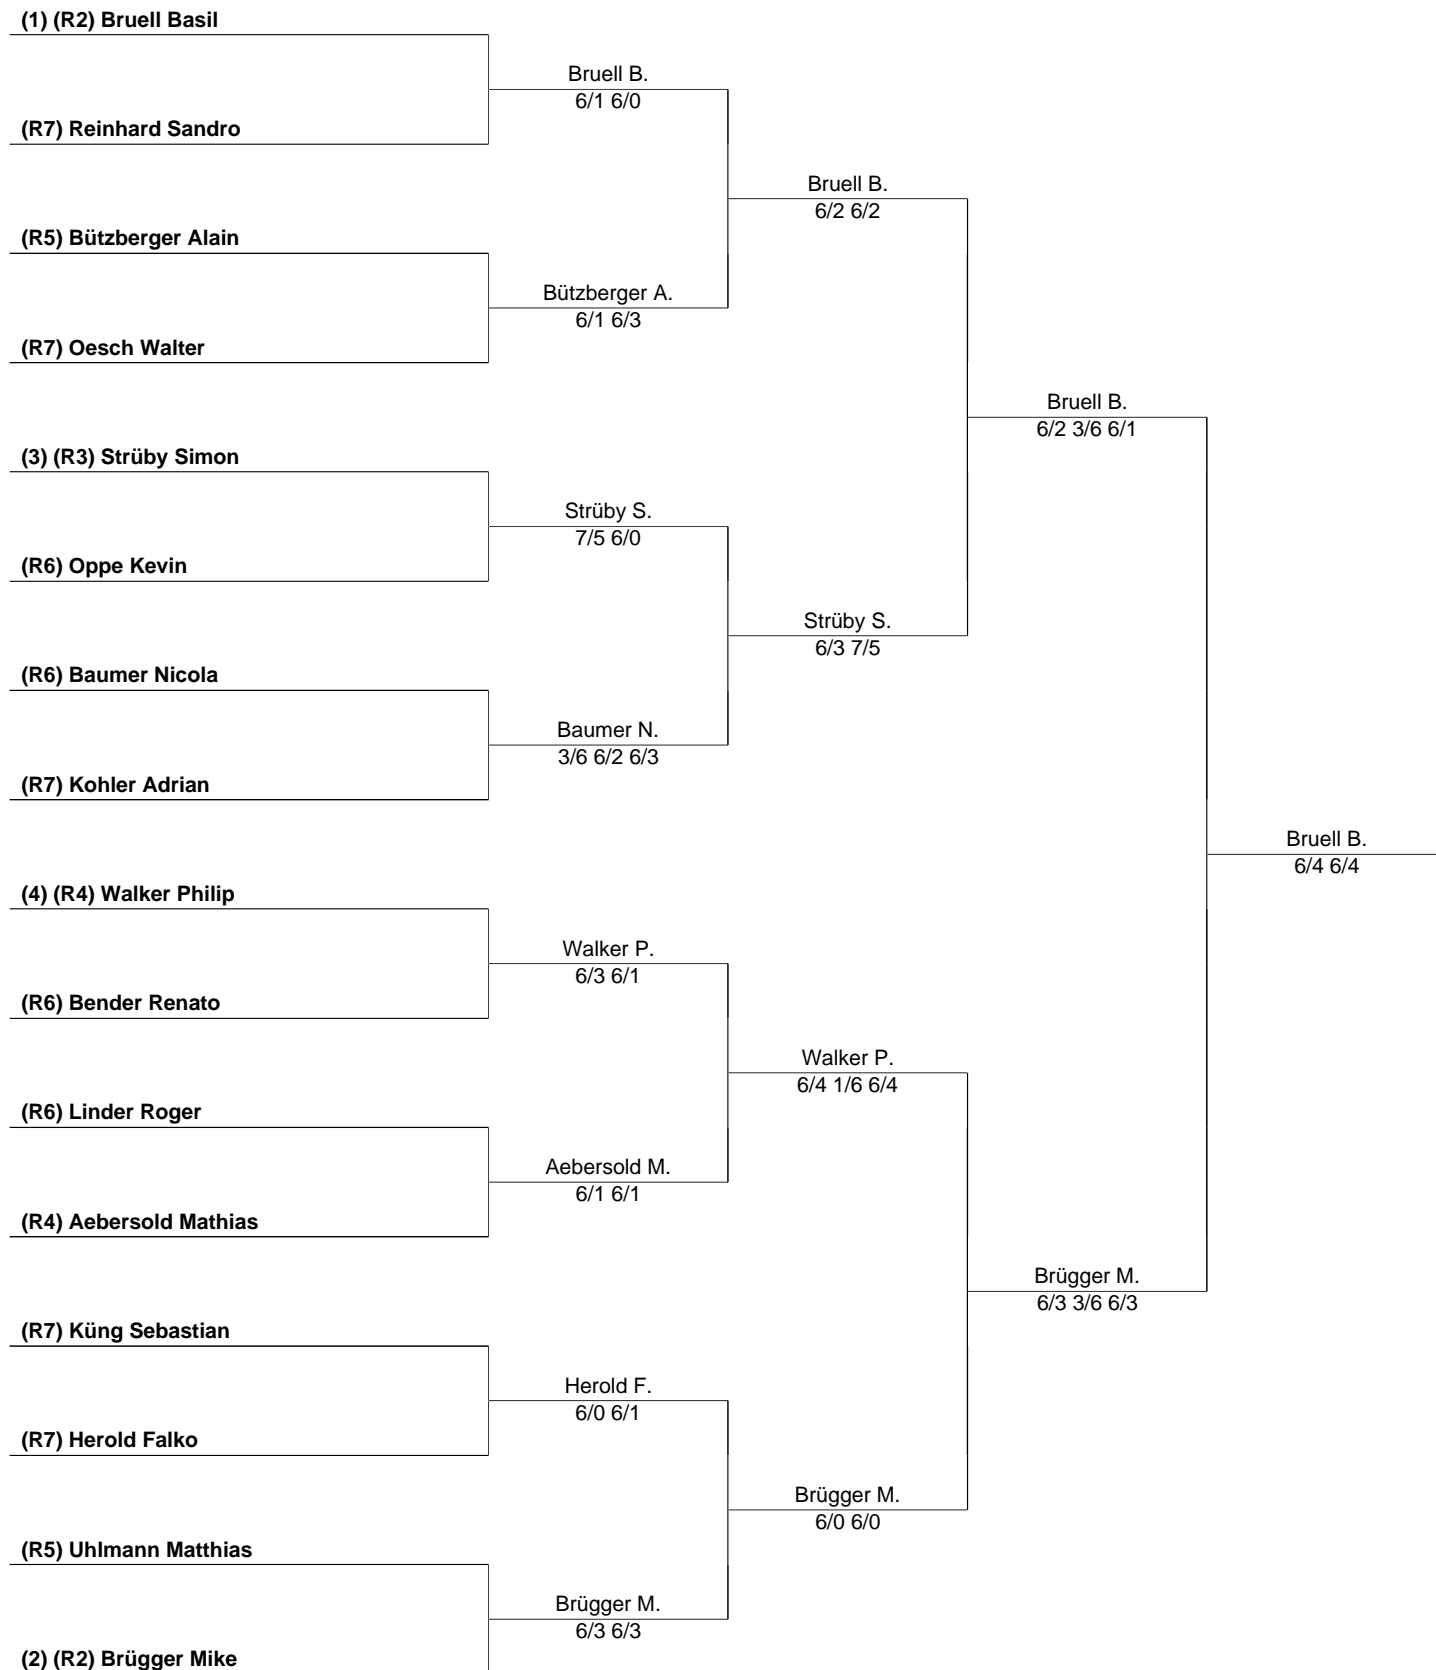 (1) (R2) Bruell Basil
Bruell B.
6/1 6/0
(R7) Reinhard Sandro
Bruell B.
6/2 6/2
(R5) Bützberger Alain
Bützberger A.
6/1 6/3
(R7) Oesch Walter
Bruell B.
6/2 3/6 6/1
(3) (R3) Strüby Simon
Strüby S.
7/5 6/0
(R6) Oppe Kevin
Strüby S.
6/3 7/5
(R6) Baumer Nicola
Baumer N.
3/6 6/2 6/3
(R7) Kohler Adrian
Bruell B.
6/4 6/4
(4) (R4) Walker Philip
Walker P.
6/3 6/1
(R6) Bender Renato
Walker P.
6/4 1/6 6/4
(R6) Linder Roger
Aebersold M.
6/1 6/1
(R4) Aebersold Mathias
Brügger M.
6/3 3/6 6/3
(R7) Küng Sebastian
Herold F.
6/0 6/1
(R7) Herold Falko
Brügger M.
6/0 6/0
(R5) Uhlmann Matthias
Brügger M.
6/3 6/3
(2) (R2) Brügger Mike